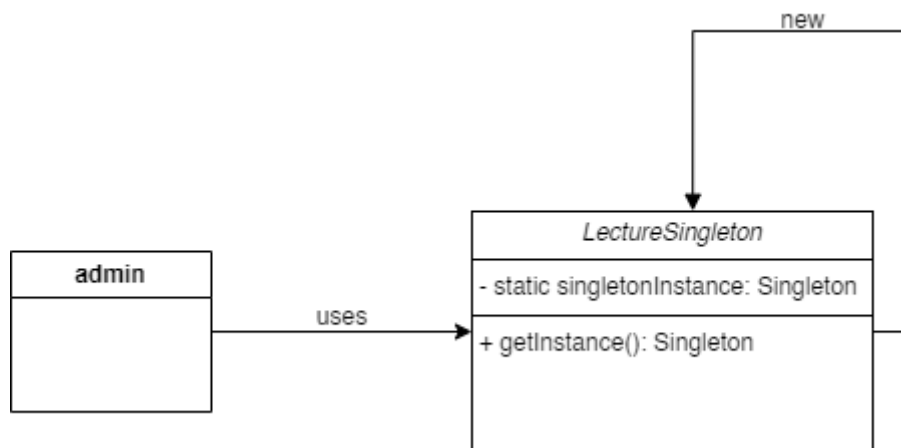 new
LectureSingleton
admin
- static singletonInstance: Singleton
uses
+ getInstance(): Singleton